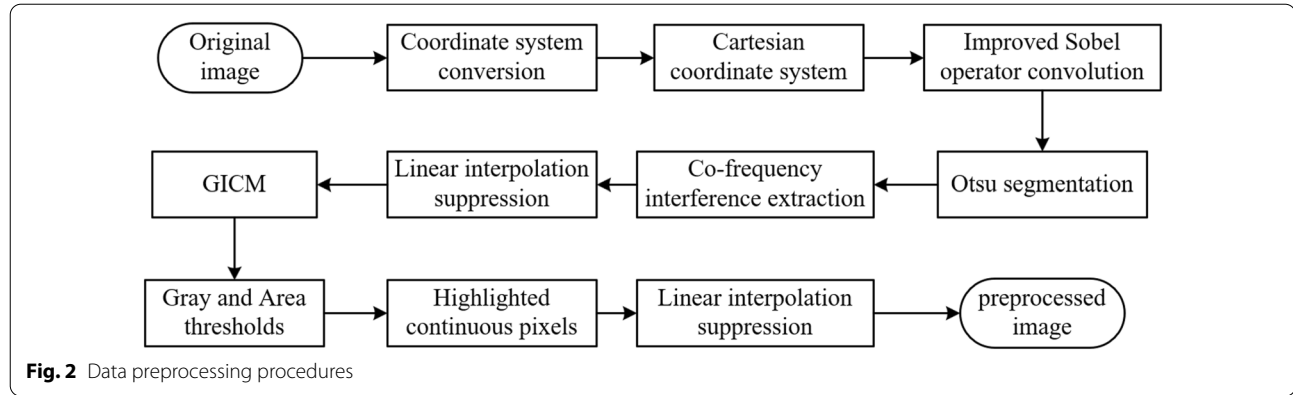 Original
image
Coordinate system
conversion
Cartesian
coordinate system
Improved Sobel
operator convolution
Otsu segmentation
Co-frequency
interference extraction
Linear interpolation
suppression
GICM
Gray and Area
thresholds
Highlighted
continuous pixels
Linear interpolation
suppression
preprocessed
image
Fig. 2 Data preprocessing procedures